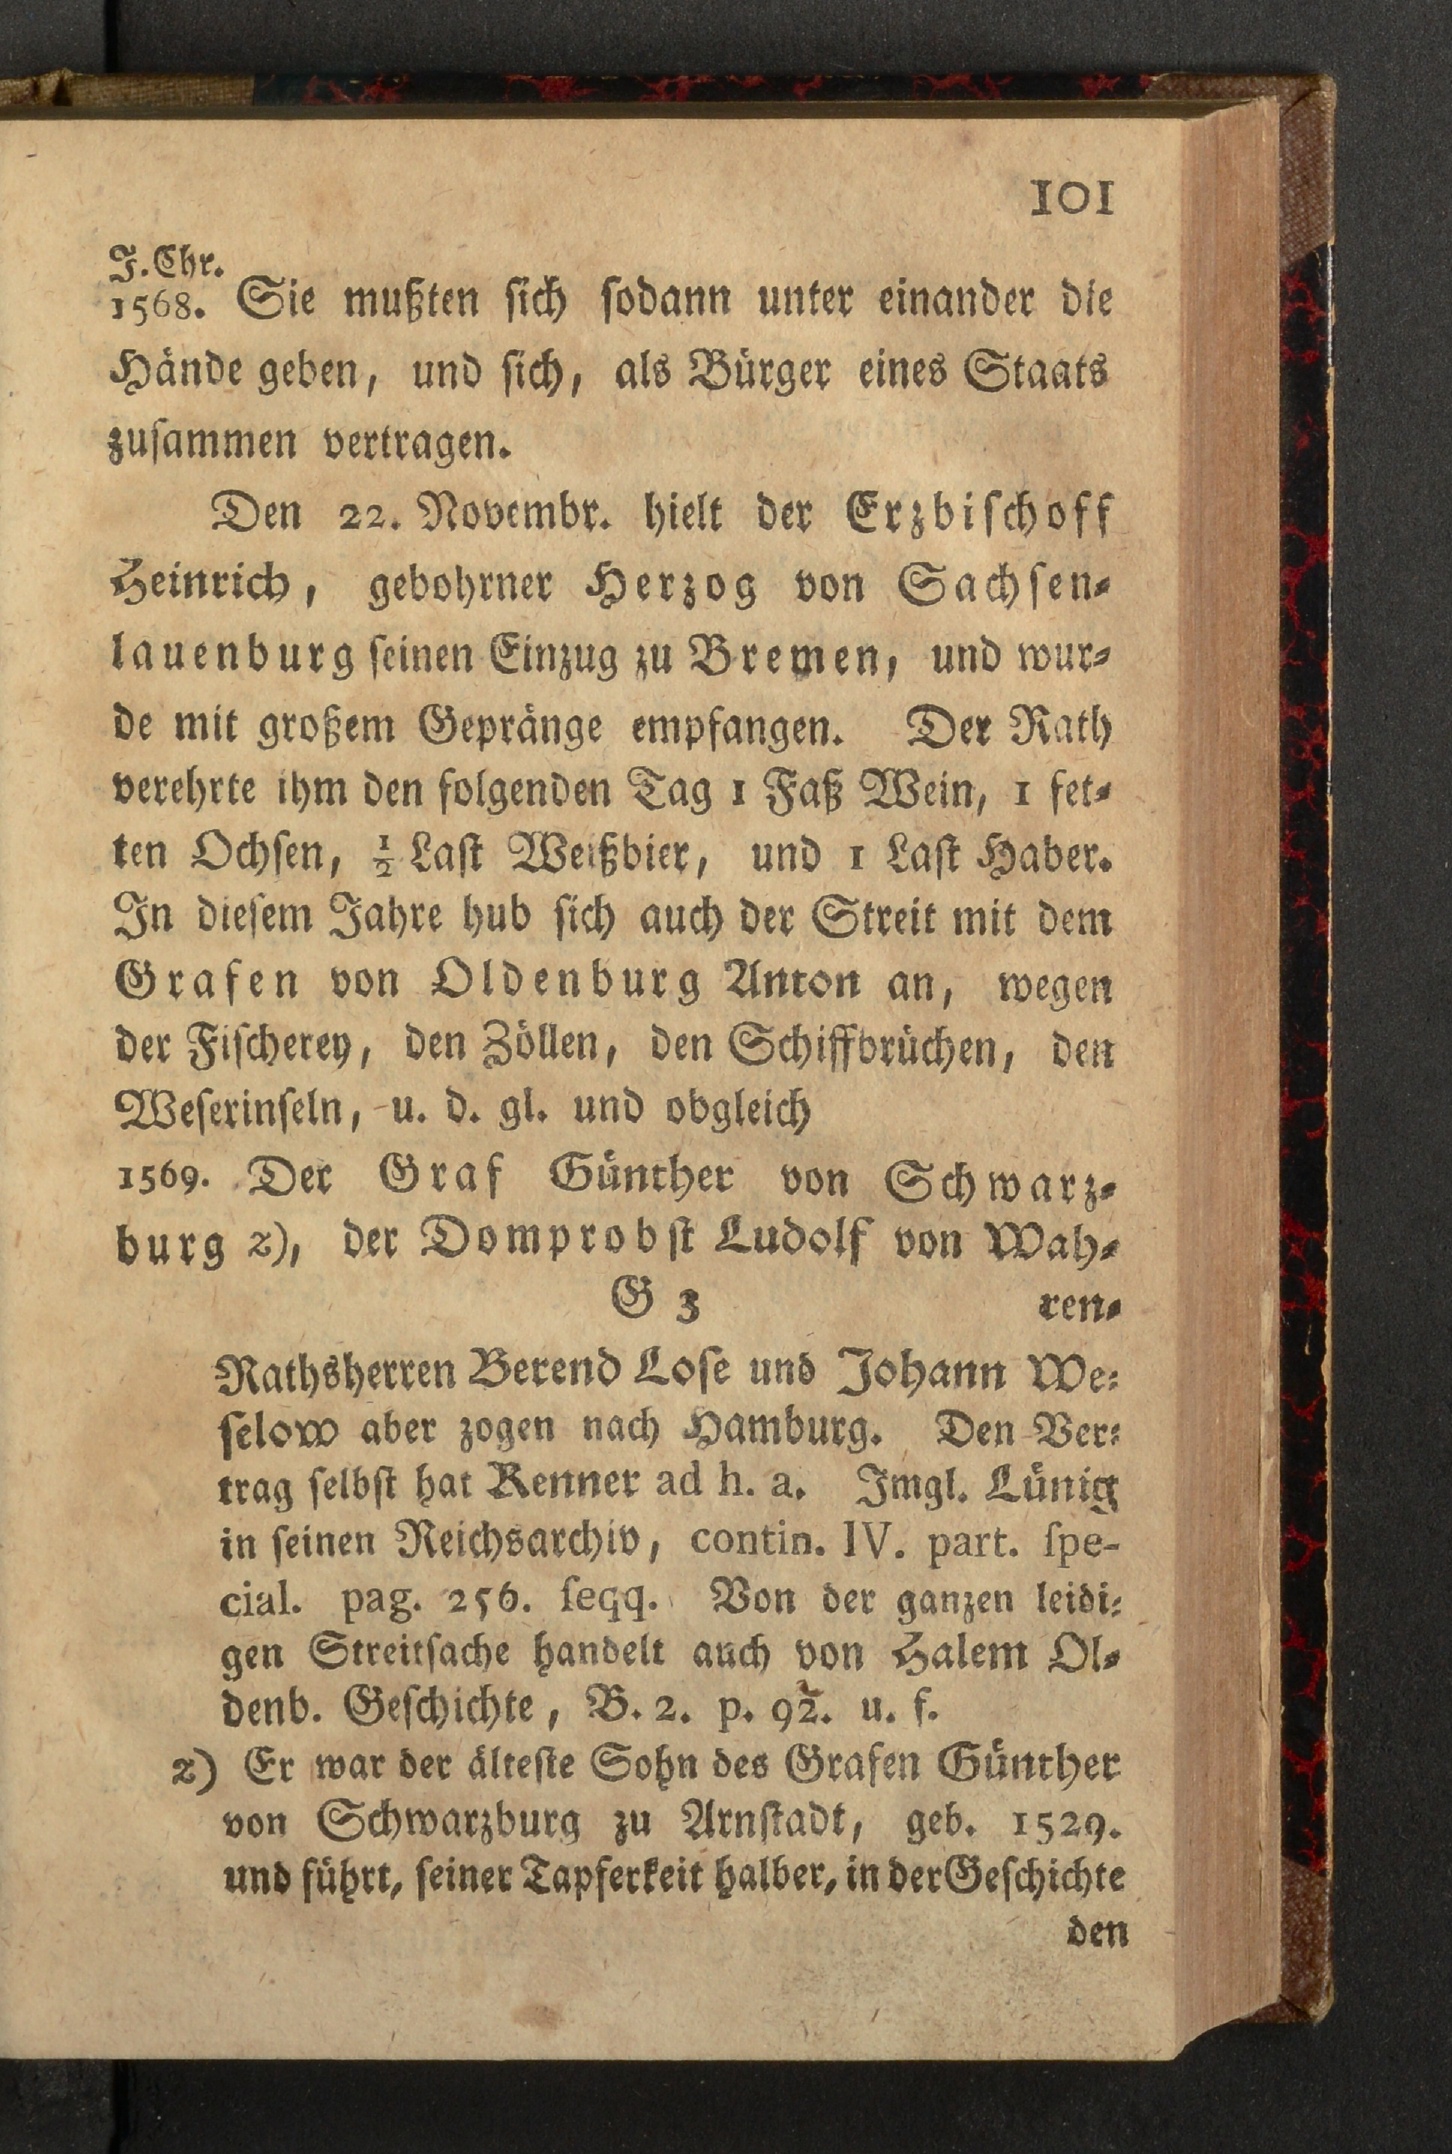 101
J. Chr.
1568. Sie mußten sich sodann unter einander die
Hände geben, und sich, als Bürger eines Staats
zusammen vertragen.
Den 22. Novembr. hielt der Erzbischoff
Heinrich, gebohrner Herzog von Sachsen-
lauenburg seinen Einzug zu Bremen, und wur-
de mit großem Gepränge empfangen. Der Rath
verehrte ihm den folgenden Tag 1 Faß Wein, 1 fet-
ten Ochsen, ½ Last Weißbier, und 1 Last Haber.
In diesem Jahre hub sich auch der Streit mit dem
Grafen von Oldenburg Anton an, wegen
der Fischerey, den Zöllen, den Schiffbrüchen, den
Weserinseln, u. d. gl. und obgleich
1569. Der Graf Günther von Schwarz-
burg z), der Domprobst Ludolf von Wah-
G 3 ren-
Rathsherren Berend Lose und Johann We-
selow aber zogen nach Hamburg. Den Ver-
trag selbst hat Renner ad h. a. Imgl. Lünig
in seinen Reichsarchiv, contin. IV. part. spe-
cial. pag. 256. seqq. Von der ganzen leidi-
gen Streitsache handelt auch von Halem Ol-
denb. Geschichte, B. 2. p. 92. u. f.
z) Er war der älteste Sohn des Grafen Günther
von Schwarzburg zu Arnstadt, geb. 1529.
und führt, seiner Tapferkeit halber, in der Geschichte
den